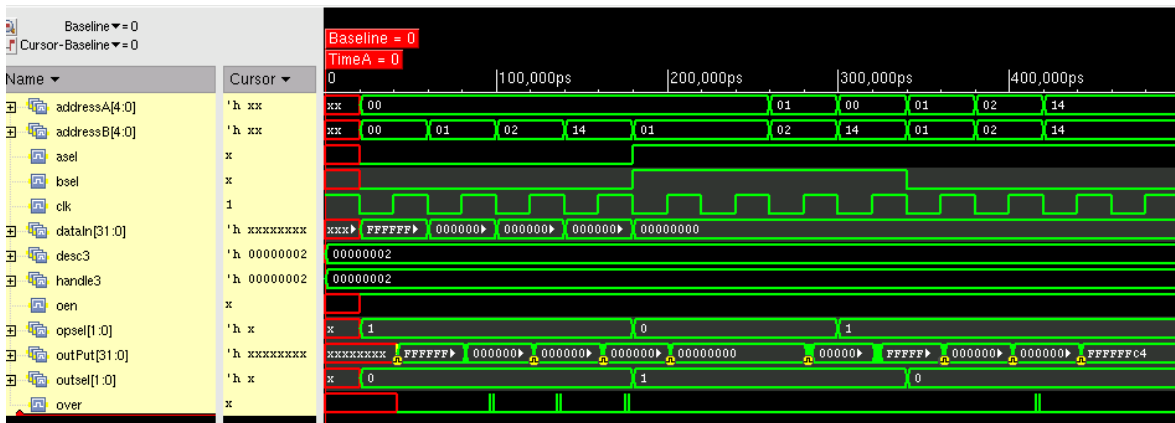 Baseline ▾= 0
Cursor-Baseline ▾= 0
Baseline = 0
TimeA = 0
Name ▾ Cursor ▾ 0 100,000ps 200,000ps 300,000ps 400,000ps
addressA[4:0] 'h xx xx 00 01 00 01 02 14
addressB[4:0] 'h xx xx 00 01 02 14 01 02 14 01 02 14
asel x
bsel x
clk 1
dataIn[31:0] 'h xxxxxxxx xxx▸ FFFFFF▸ 000000▸ 000000▸ 000000▸ 00000000
desc3 'h 00000002 00000002
handle3 'h 00000002 00000002
oen x
opsel[1:0] 'h x x 1 0 1
outPut[31:0] 'h xxxxxxxx xxxxxxxx FFFFFF▸ 000000▸ 000000▸ 000000▸ 00000000 00000▸ FFFFF▸ 000000▸ 000000▸ FFFFFFc4
outsel[1:0] 'h x x 0 1 0
over x